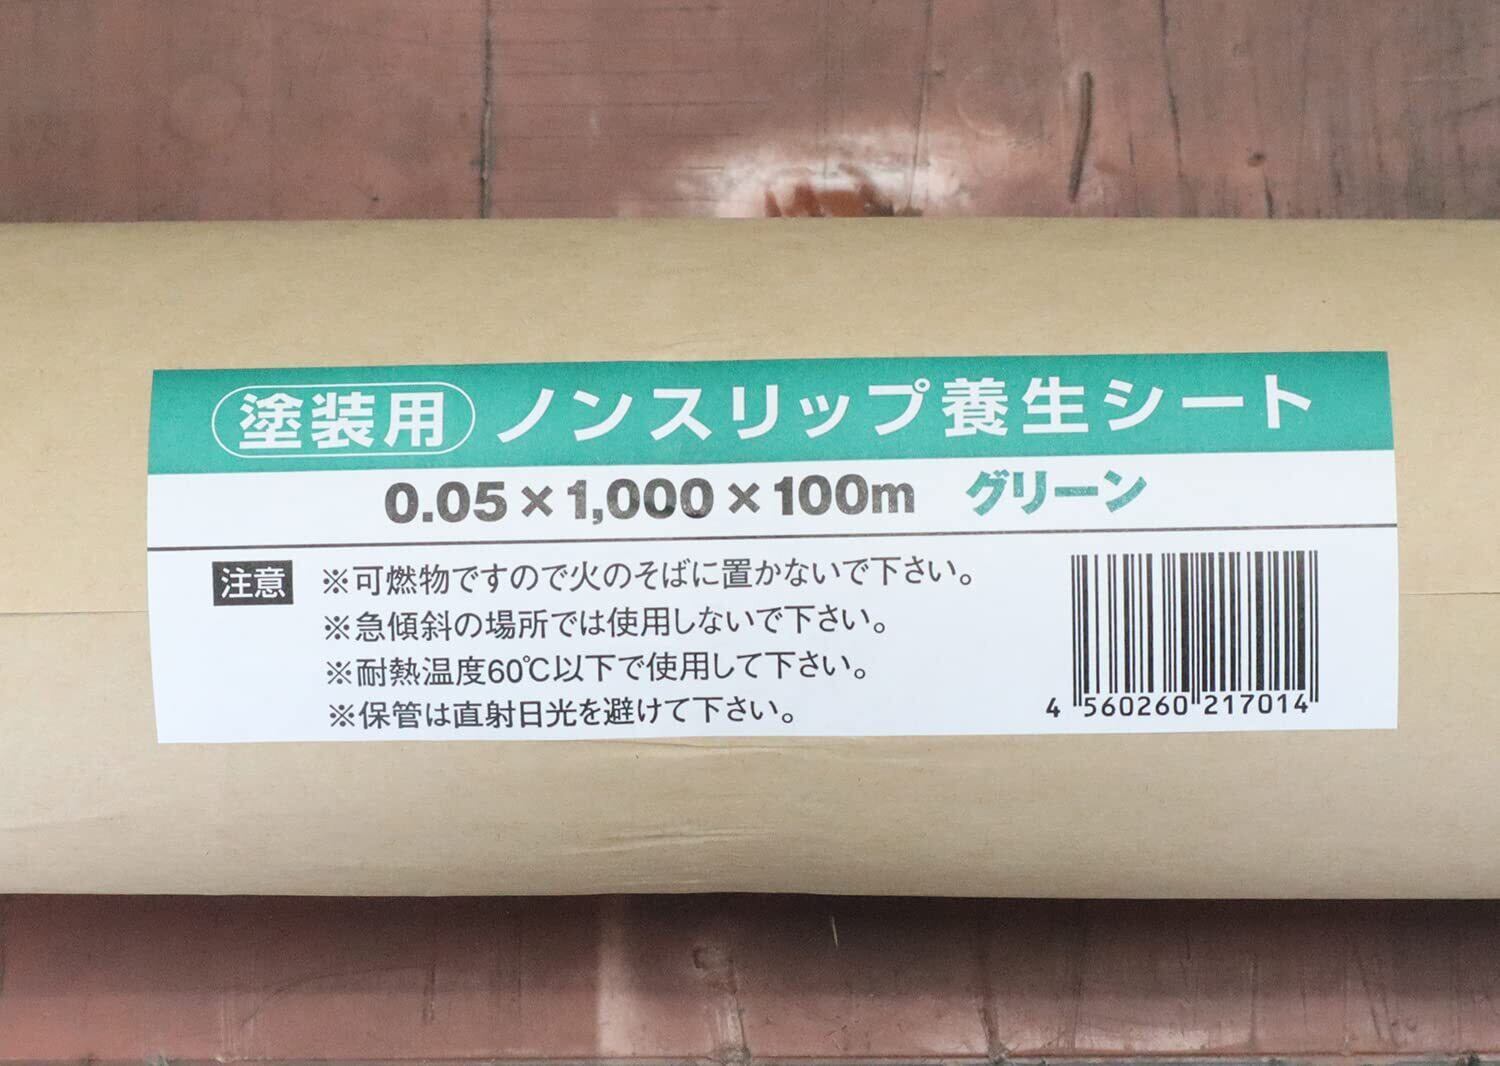 塗装用 ノンスリップ養生シート
0.05×1,000×100m グリーン
注意 ※可燃物ですので火のそばに置かないで下さい。
※急傾斜の場所では使用しないで下さい。
※耐熱温度60℃以下で使用して下さい。
※保管は直射日光を避けて下さい。
4 560260 217014